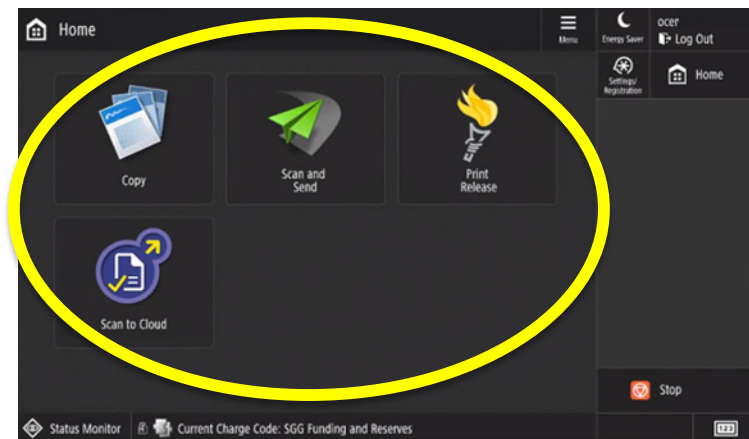 Home
Menu
Energy Saver
ocer
Log Out
Settings/
Registration
Home
Copy
Scan and
Send
Print
Release
Scan to Cloud
Stop
Status Monitor
Current Charge Code: SGG Funding and Reserves
123